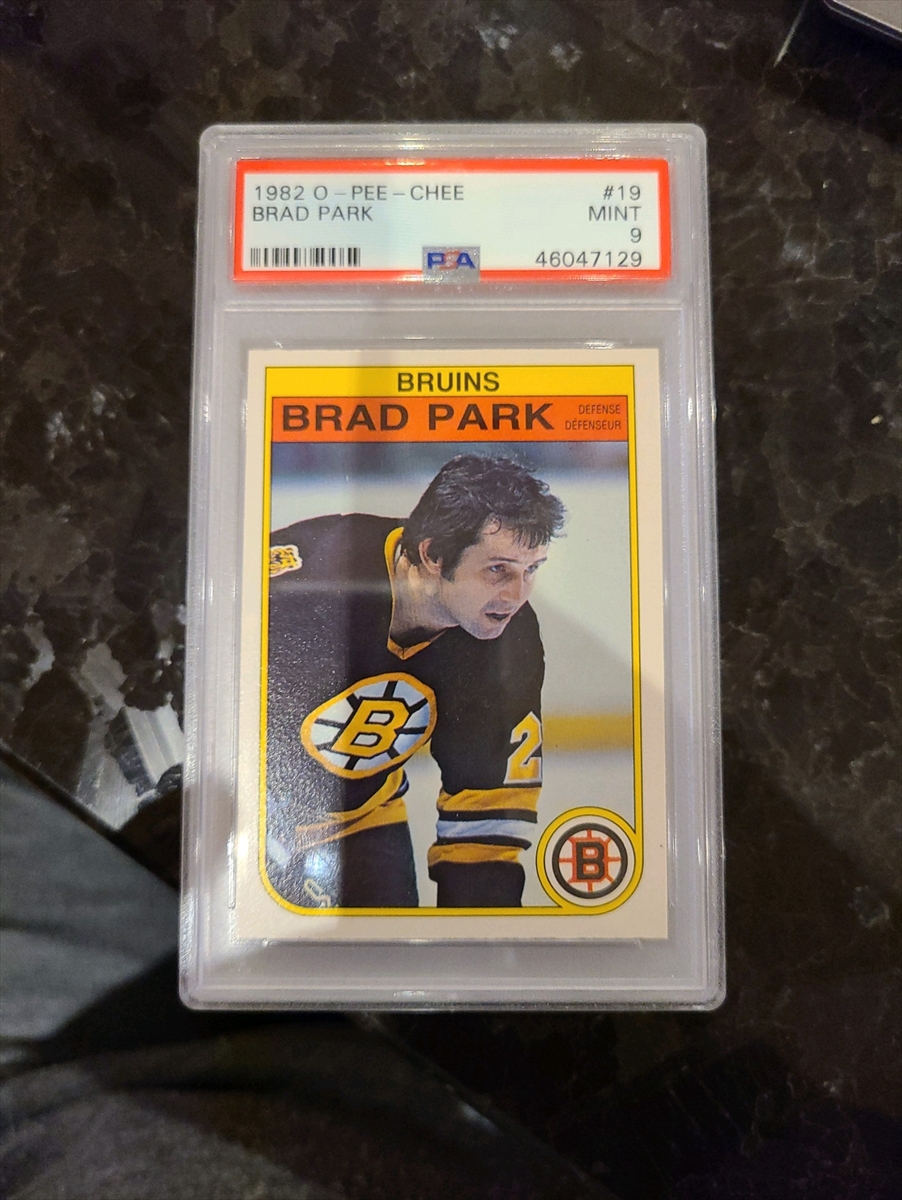 1982 O-PEE-CHEE #19
BRAD PARK MINT
9
PSA 46047129
BRUINS
BRAD PARK
DEFENSE
DÉFENSEUR
B
2
B